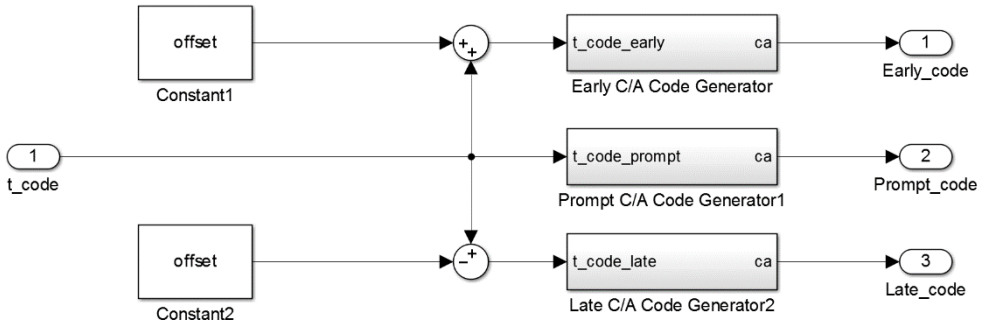 offset
Constant1
+
+
t_code_early
ca
Early C/A Code Generator
1
Early_code
1
t_code
t_code_prompt
ca
Prompt C/A Code Generator1
2
Prompt_code
offset
Constant2
+
−
t_code_late
ca
Late C/A Code Generator2
3
Late_code